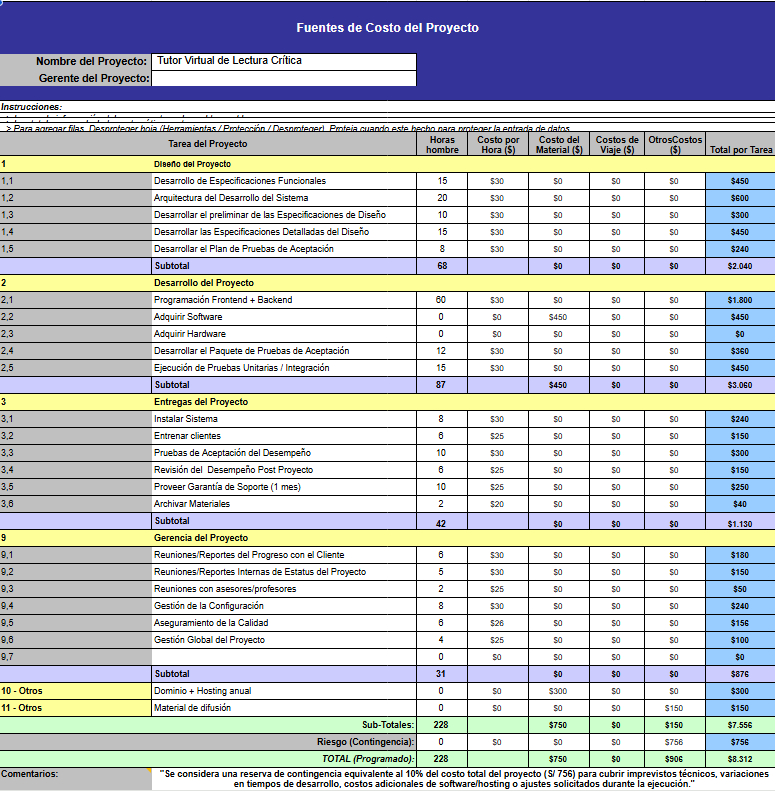 Fuentes de Costo del Proyecto
Nombre del Proyecto: Tutor Virtual de Lectura Crítica
Gerente del Proyecto:
Instrucciones:
> Para agregar filas, Desproteger hoja (Herramientas / Protección / Desproteger). Proteja cuando este hecho para proteger la entrada de datos.
Tarea del Proyecto Horas hombre Costo por Hora ($) Costo del Material ($) Costos de Viaje ($) OtrosCostos ($) Total por Tarea
1 Diseño del Proyecto
1,1 Desarrollo de Especificaciones Funcionales 15 $30 $0 $0 $0 $450
1,2 Arquitectura del Desarrollo del Sistema 20 $30 $0 $0 $0 $600
1,3 Desarrollar el preliminar de las Especificaciones de Diseño 10 $30 $0 $0 $0 $300
1,4 Desarrollar las Especificaciones Detalladas del Diseño 15 $30 $0 $0 $0 $450
1,5 Desarrollar el Plan de Pruebas de Aceptación 8 $30 $0 $0 $0 $240
Subtotal 68 $0 $0 $0 $2.040
2 Desarrollo del Proyecto
2,1 Programación Frontend + Backend 60 $30 $0 $0 $0 $1.800
2,2 Adquirir Software 0 $0 $450 $0 $0 $450
2,3 Adquirir Hardware 0 $0 $0 $0 $0 $0
2,4 Desarrollar el Paquete de Pruebas de Aceptación 12 $30 $0 $0 $0 $360
2,5 Ejecución de Pruebas Unitarias / Integración 15 $30 $0 $0 $0 $450
Subtotal 87 $450 $0 $0 $3.060
3 Entregas del Proyecto
3,1 Instalar Sistema 8 $30 $0 $0 $0 $240
3,2 Entrenar clientes 6 $25 $0 $0 $0 $150
3,3 Pruebas de Aceptación del Desempeño 10 $30 $0 $0 $0 $300
3,4 Revisión del Desempeño Post Proyecto 6 $25 $0 $0 $0 $150
3,5 Proveer Garantía de Soporte (1 mes) 10 $25 $0 $0 $0 $250
3,6 Archivar Materiales 2 $20 $0 $0 $0 $40
Subtotal 42 $0 $0 $0 $1.130
9 Gerencia del Proyecto
9,1 Reuniones/Reportes del Progreso con el Cliente 6 $30 $0 $0 $0 $180
9,2 Reuniones/Reportes Internas de Estatus del Proyecto 5 $30 $0 $0 $0 $150
9,3 Reuniones con asesores/profesores 2 $25 $0 $0 $0 $50
9,4 Gestión de la Configuración 8 $30 $0 $0 $0 $240
9,5 Aseguramiento de la Calidad 6 $26 $0 $0 $0 $156
9,6 Gestión Global del Proyecto 4 $25 $0 $0 $0 $100
9,7 0 $0 $0 $0 $0 $0
Subtotal 31 $0 $0 $0 $876
10 - Otros Dominio + Hosting anual 0 $0 $300 $0 $0 $300
11 - Otros Material de difusión 0 $0 $0 $0 $150 $150
Sub-Totales: 228 $750 $0 $150 $7.556
Riesgo (Contingencia): 0 $0 $0 $0 $756 $756
TOTAL (Programado): 228 $750 $0 $906 $8.312
Comentarios: "Se considera una reserva de contingencia equivalente al 10% del costo total del proyecto (S/ 756) para cubrir imprevistos técnicos, variaciones
en tiempos de desarrollo, costos adicionales de software/hosting o ajustes solicitados durante la ejecución."